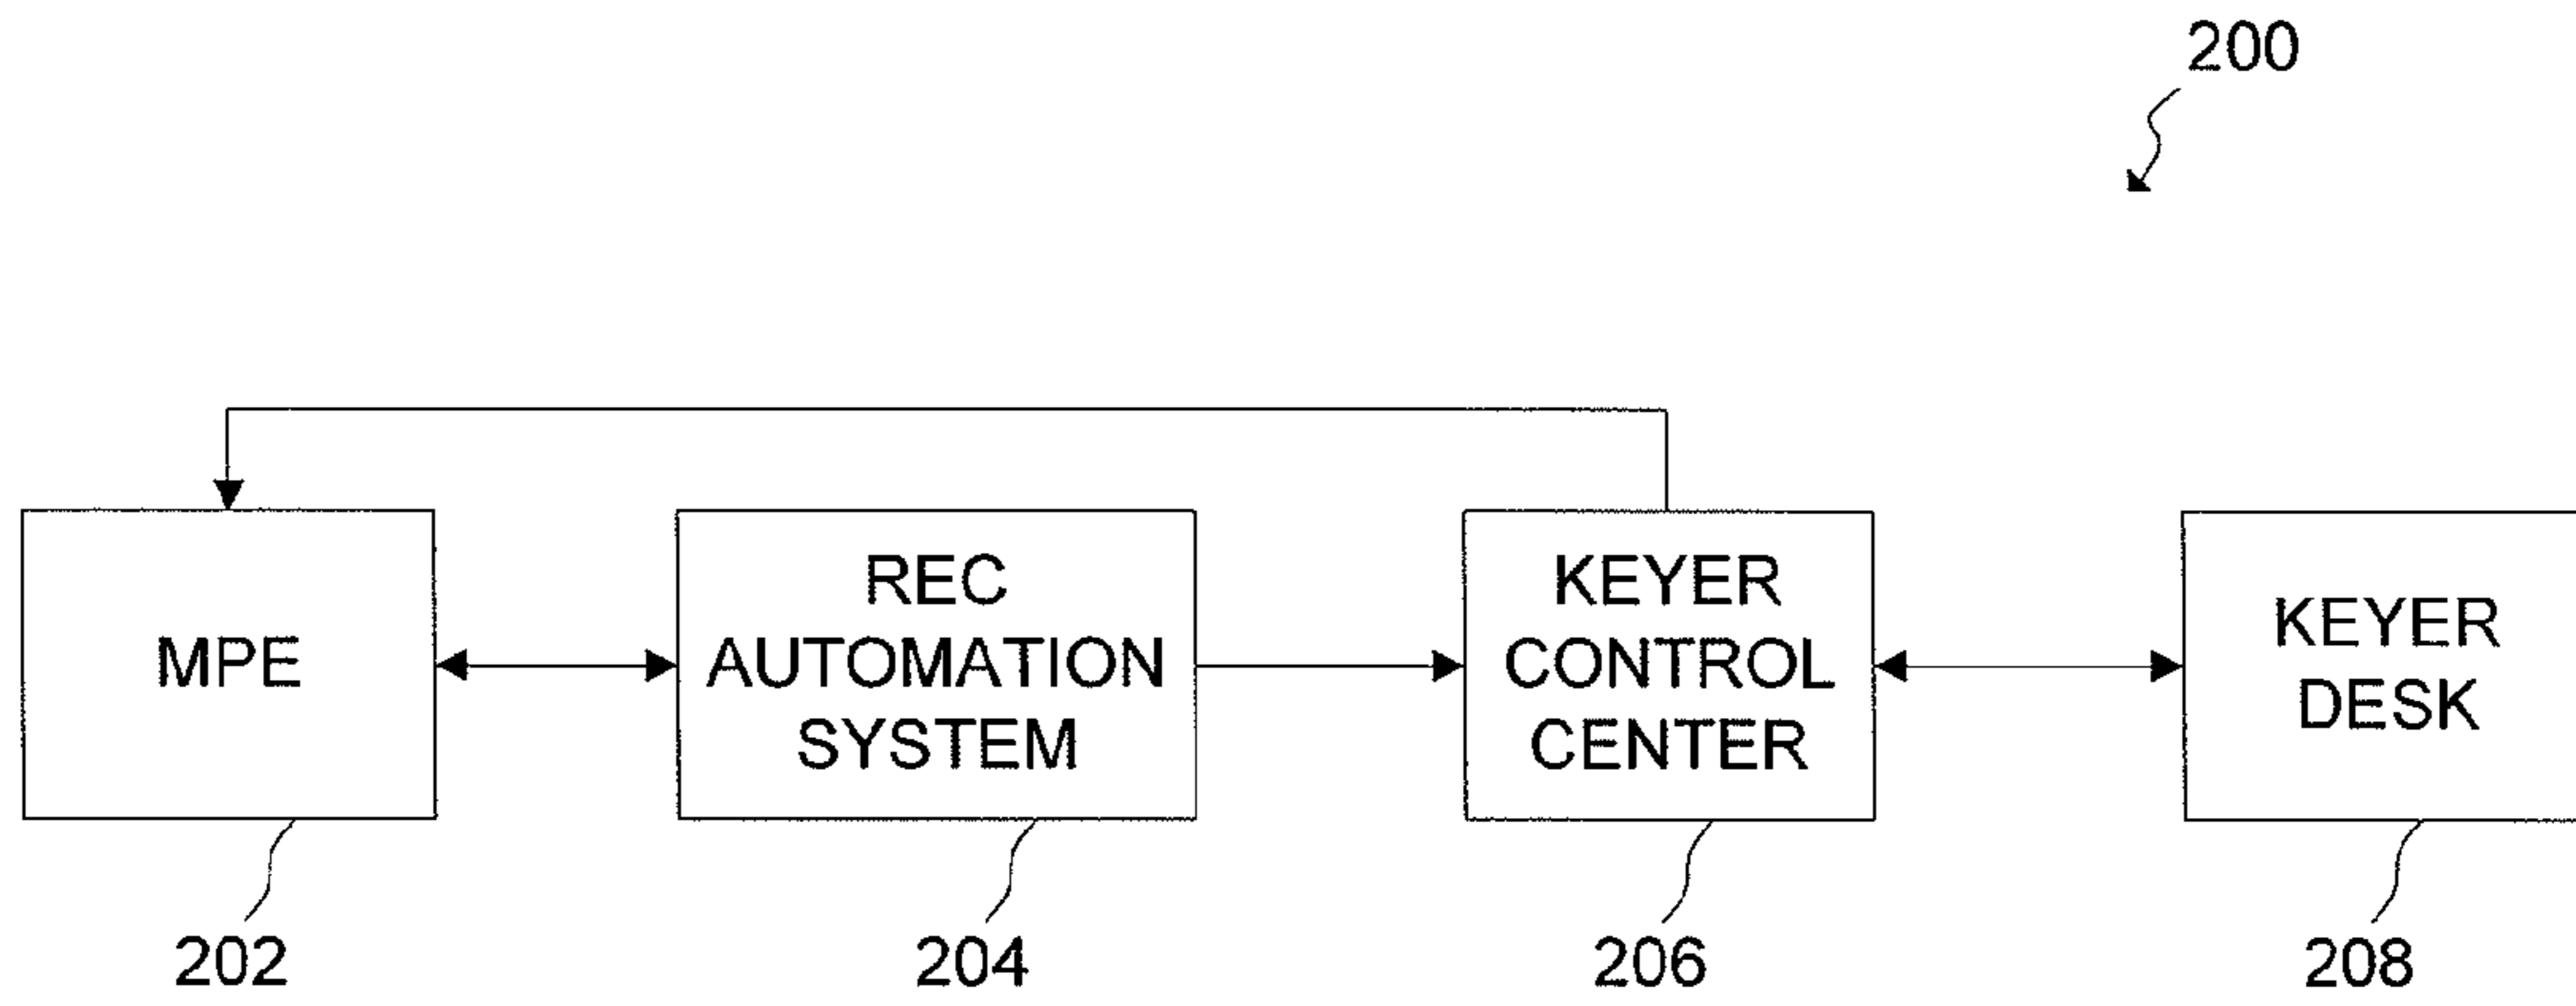 200
MPE
REC
AUTOMATION
SYSTEM
KEYER
CONTROL
CENTER
KEYER
DESK
202
204
206
208